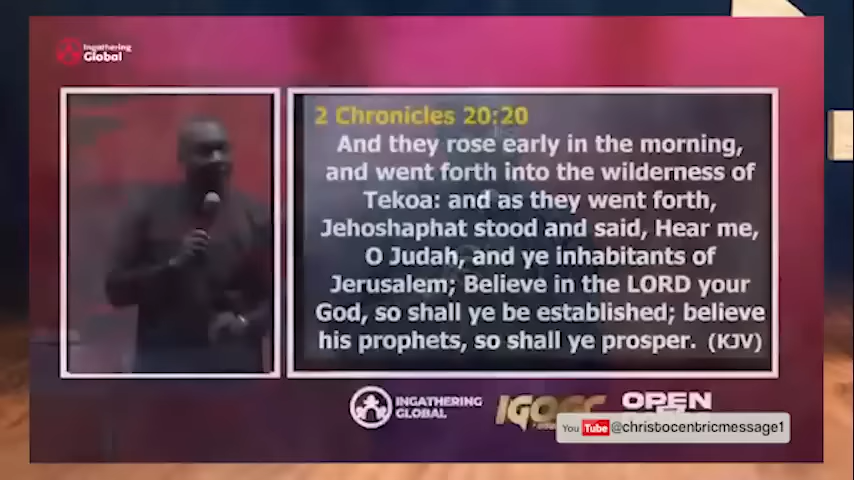 Ingathering
Global
2 Chronicles 20:20
And they rose early in the morning,
and went forth into the wilderness of
Tekoa: and as they went forth,
Jehoshaphat stood and said, Hear me,
O Judah, and ye inhabitants of
Jerusalem; Believe in the LORD your
God, so shall ye be established; believe
his prophets, so shall ye prosper. (KJV)
INGATHERING
GLOBAL
OPEN
You Tube @christocentricmessage1